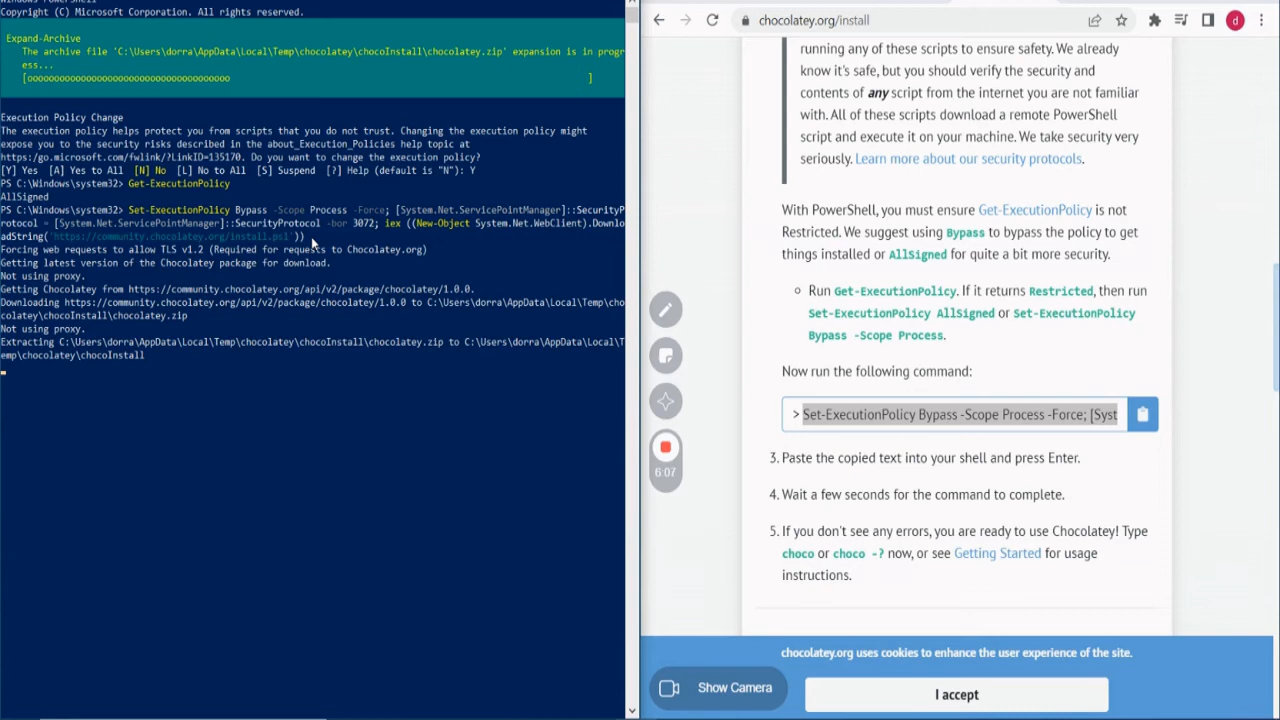 Copyright (C) Microsoft Corporation. All rights reserved.
Expand-Archive
The archive file 'C:\Users\dorra\AppData\Local\Temp\chocolatey\chocoInstall\chocolatey.zip' expansion is in progr
ess...
[oooooooooooooooooooooooooooooooooooooo ]
Execution Policy Change
The execution policy helps protect you from scripts that you do not trust. Changing the execution policy might
expose you to the security risks described in the about_Execution_Policies help topic at
https:/go.microsoft.com/fwlink/?LinkID=135170. Do you want to change the execution policy?
[Y] Yes [A] Yes to All [N] No [L] No to All [S] Suspend [?] Help (default is "N"): Y
PS C:\Windows\system32> Get-ExecutionPolicy
AllSigned
PS C:\Windows\system32> Set-ExecutionPolicy Bypass -Scope Process -Force; [System.Net.ServicePointManager]::SecurityP
rotocol = [System.Net.ServicePointManager]::SecurityProtocol -bor 3072; iex ((New-Object System.Net.WebClient).Downlo
adString('https://community.chocolatey.org/install.ps1'))
Forcing web requests to allow TLS v1.2 (Required for requests to Chocolatey.org)
Getting latest version of the Chocolatey package for download.
Not using proxy.
Getting Chocolatey from https://community.chocolatey.org/api/v2/package/chocolatey/1.0.0.
Downloading https://community.chocolatey.org/api/v2/package/chocolatey/1.0.0 to C:\Users\dorra\AppData\Local\Temp\cho
colatey\chocoInstall\chocolatey.zip
Not using proxy.
Extracting C:\Users\dorra\AppData\Local\Temp\chocolatey\chocoInstall\chocolatey.zip to C:\Users\dorra\AppData\Local\T
emp\chocolatey\chocoInstall
chocolatey.org/install
d
running any of these scripts to ensure safety. We already
know it's safe, but you should verify the security and
contents of any script from the internet you are not familiar
with. All of these scripts download a remote PowerShell
script and execute it on your machine. We take security very
seriously. Learn more about our security protocols.
With PowerShell, you must ensure Get-ExecutionPolicy is not
Restricted. We suggest using Bypass to bypass the policy to get
things installed or AllSigned for quite a bit more security.
Run Get-ExecutionPolicy. If it returns Restricted, then run
Set-ExecutionPolicy AllSigned or Set-ExecutionPolicy
Bypass -Scope Process.
Now run the following command:
> Set-ExecutionPolicy Bypass -Scope Process -Force; [Syst
3. Paste the copied text into your shell and press Enter.
4. Wait a few seconds for the command to complete.
5. If you don't see any errors, you are ready to use Chocolatey! Type
choco or choco -? now, or see Getting Started for usage
instructions.
6:07
chocolatey.org uses cookies to enhance the user experience of the site.
Show Camera
I accept